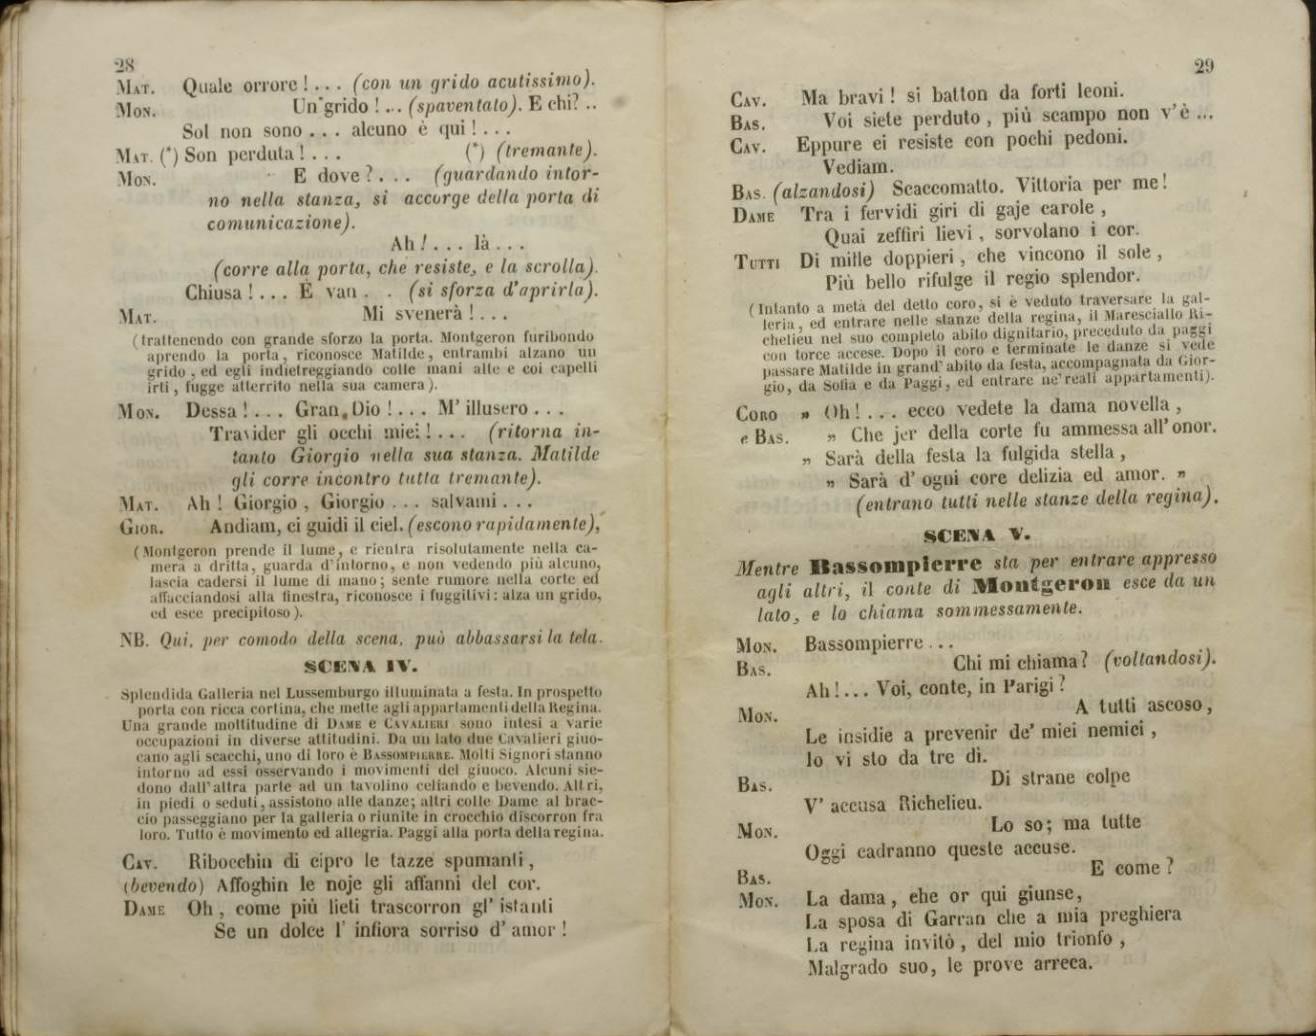 28
MAT. Quale orrore ! . . . (con un grido acutissimo).
MON. Un'grido ! ... (spaventato). E chi? ..
Sol non sono . . . alcuno è qui ! . . .
MAT. (*) Son perduta ! . . . (*) (tremante).
MON. E dove ? . . . (guardando intor-
no nella stanza, si accorge della porta di
comunicazione).
Ah ! . . . là . . .
(corre alla porta, che resiste, e la scrolla).
Chiusa ! . . . È van . . (si sforza d'aprirla).
MAT. Mi svenerà ! . . .
(trattenendo con grande sforzo la porta. Montgeron furibondo
aprendo la porta, riconosce Matilde, entrambi alzano un
grido , ed egli indietreggiando colle mani alte e coi capelli
irti , fugge atterrito nella sua camera).
MON. Dessa ! . . . Gran Dio ! . . . M' illusero . . .
Travider gli occhi miei ! . . . (ritorna in-
tanto Giorgio nella sua stanza. Matilde
gli corre incontro tutta tremante).
MAT. Ah ! Giorgio , Giorgio . . . salvami . . .
GIOR. Andiam, ci guidi il ciel. (escono rapidamente),
(Montgeron prende il lume, e rientra risolutamente nella ca-
mera a dritta, guarda d'intorno, e non vedendo più alcuno,
lascia cadersi il lume di mano ; sente rumore nella corte ed
affacciandosi alla finestra, riconosce i fuggitivi : alza un grido,
ed esce precipitoso ).
NB. Qui, per comodo della scena, può abbassarsi la tela.
SCENA IV.
Splendida Galleria nel Lussemburgo illuminata a festa. In prospetto
porta con ricca cortina, che mette agli appartamenti della Regina.
Una grande moltitudine di DAME e CAVALIERI sono intesi a varie
occupazioni in diverse attitudini. Da un lato due Cavalieri giuo-
cano agli scacchi, uno di loro è BASSOMPIERRE. Molti Signori stanno
intorno ad essi osservando i movimenti del giuoco. Alcuni sie-
dono dall'altra parte ad un tavolino celiando e bevendo. Altri,
in piedi o seduti, assistono alle danze; altri colle Dame al brac-
cio passeggiano per la galleria o riunite in crocchio discorron fra
loro. Tutto è movimento ed allegria. Paggi alla porta della regina.
CAV. Ribocchin di cipro le tazze spumanti ,
(bevendo) Affoghin le noje gli affanni del cor.
DAME Oh , come più lieti trascorron gl' istanti
Se un dolce l' infiora sorriso d' amor !
29
CAV. Ma bravi ! si batton da forti leoni.
BAS. Voi siete perduto , più scampo non v'è ...
CAV. Eppure ei resiste con pochi pedoni.
Vediam.
BAS. (alzandosi) Scaccomatto. Vittoria per me !
DAME Tra i fervidi giri di gaje carole ,
Quai zeffiri lievi , sorvolano i cor.
TUTTI Di mille doppieri , che vincono il sole ,
Più bello rifulge il regio splendor.
(Intanto a metà del detto coro, si è veduto traversare la gal-
leria , ed entrare nelle stanze della regina, il Maresciallo Ri-
chelieu nel suo completo abito dignitario, preceduto da paggi
con torce accese. Dopo il coro e terminate le danze si vede
passare Matilde in grand' abito da festa, accompagnata da Gior-
gio, da Sofia e da Paggi, ed entrare ne'reali appartamenti).
CORO » Oh ! . . . ecco vedete la dama novella ,
e BAS. » Che jer della corte fu ammessa all' onor.
» Sarà della festa la fulgida stella ,
» Sarà d' ogni core delizia ed amor. »
(entrano tutti nelle stanze della regina).
SCENA V.
Mentre Bassompierre sta per entrare appresso
agli altri, il conte di Montgeron esce da un
lato, e lo chiama sommessamente.
MON. Bassompierre . . .
BAS. Chi mi chiama ? (voltandosi).
Ah ! . . . Voi, conte, in Parigi ?
MON. A tutti ascoso ,
Le insidie a prevenir de' miei nemici ,
Io vi sto da tre dì.
BAS. Di strane colpe
V' accusa Richelieu.
MON. Lo so; ma tutte
Oggi cadranno queste accuse.
BAS. E come ?
MON. La dama , che or qui giunse,
La sposa di Garran che a mia preghiera
La regina invitò , del mio trionfo ,
Malgrado suo, le prove arreca.